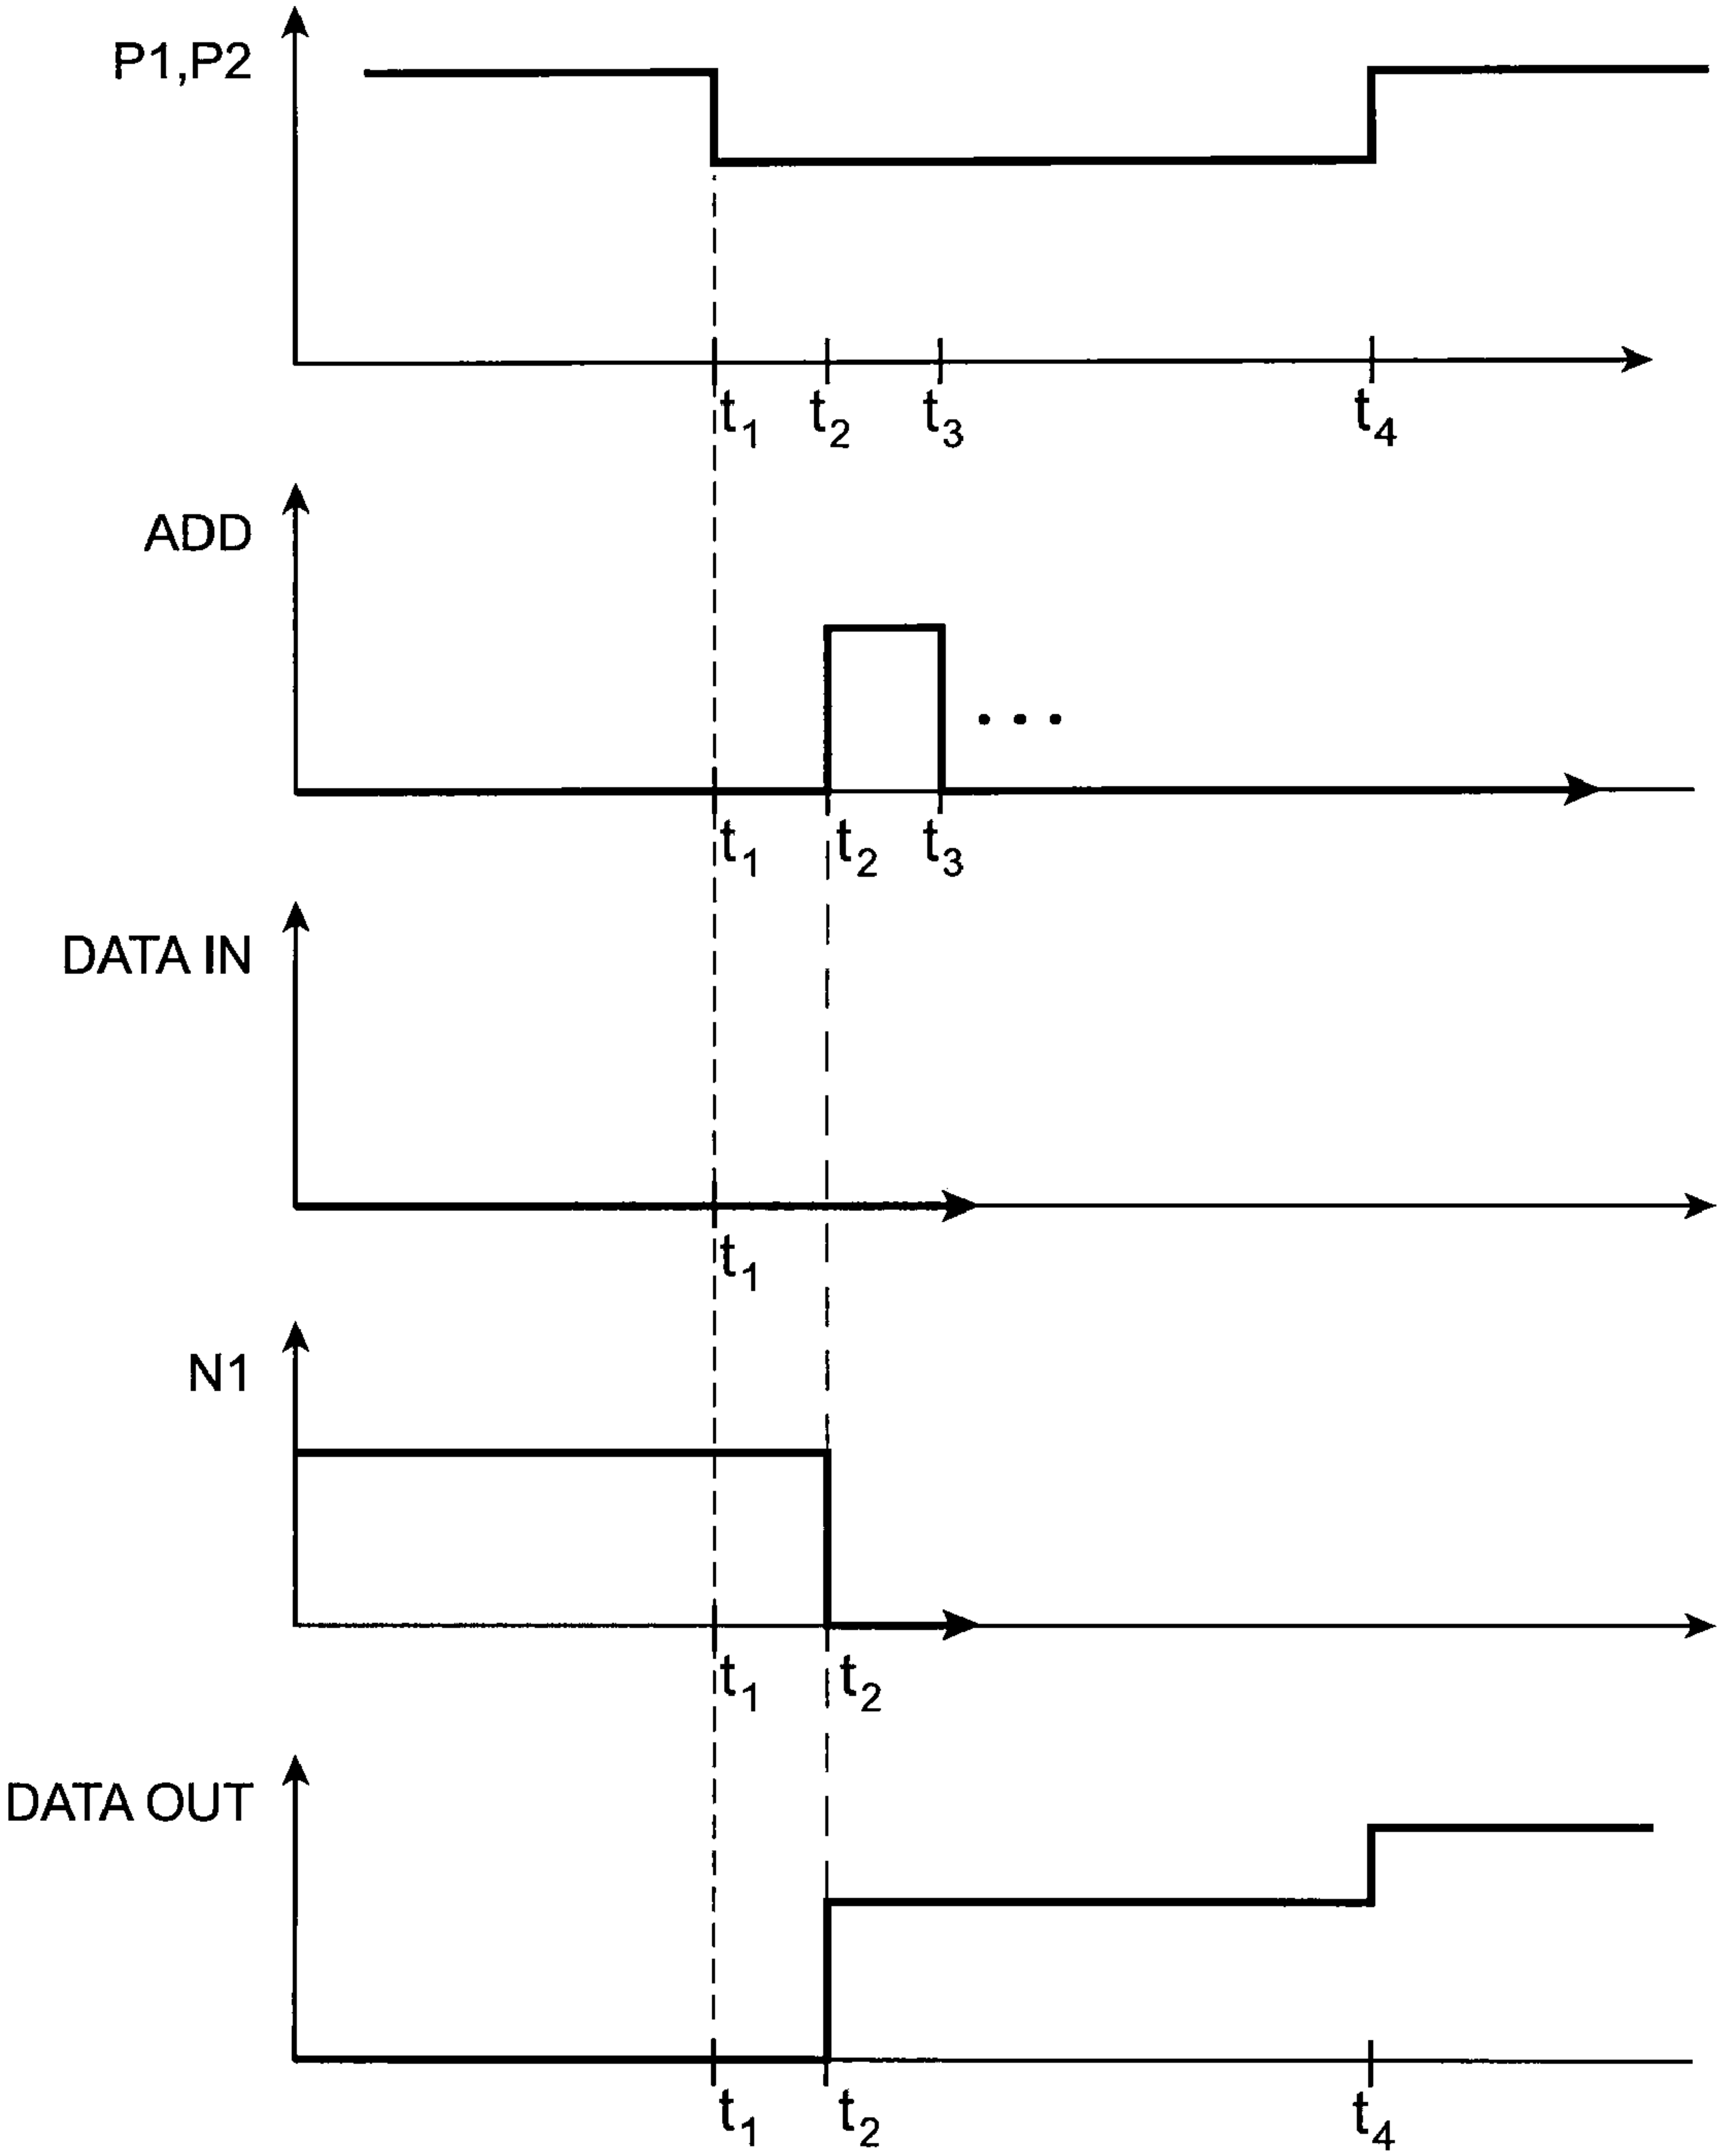 P1,P2
t1 t2 t3 t4
ADD
t1 t2 t3
DATA IN
t1
N1
t1 t2
DATA OUT
t1 t2 t4